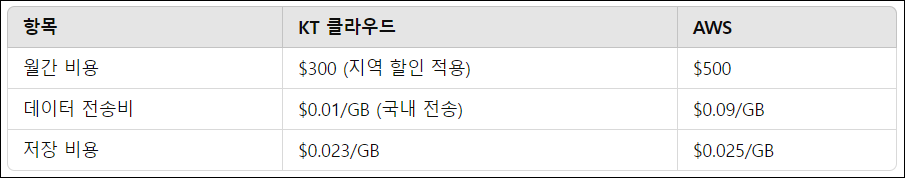 항목 KT 클라우드 AWS
월간 비용 $300 (지역 할인 적용) $500
데이터 전송비 $0.01/GB (국내 전송) $0.09/GB
저장 비용 $0.023/GB $0.025/GB